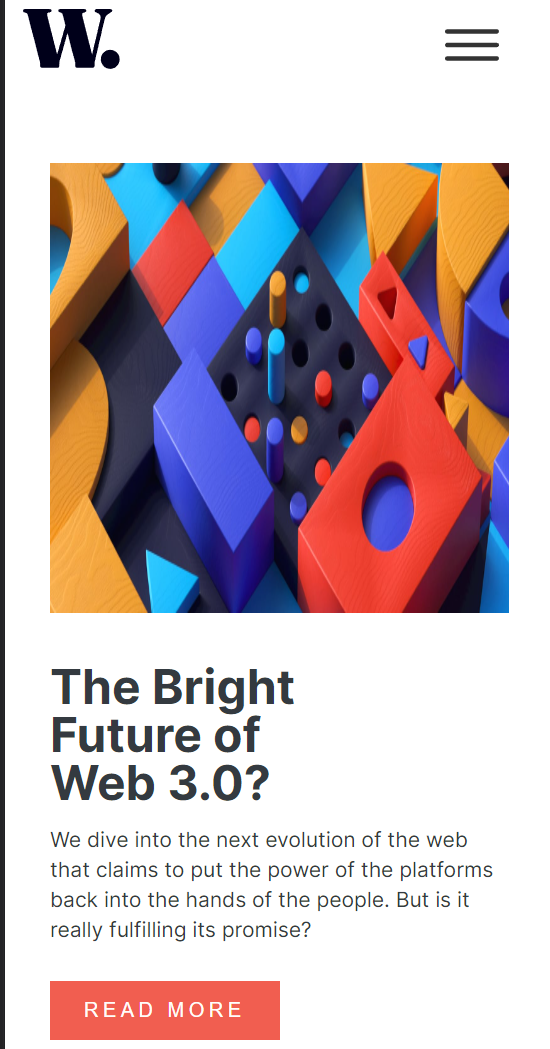 W.
The Bright
Future of
Web 3.0?
We dive into the next evolution of the web
that claims to put the power of the platforms
back into the hands of the people. But is it
really fulfilling its promise?
READ MORE